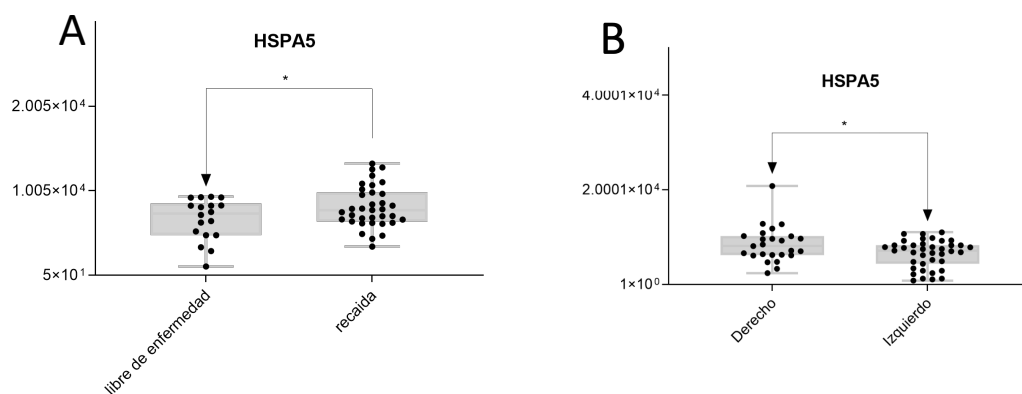 A
HSPA5
*
2.005×10⁴
1.005×10⁴
5×10¹
libre de enfermedad
recaida
B
HSPA5
4.0001×10⁴
*
2.0001×10⁴
1×10⁰
Derecho
Izquierdo